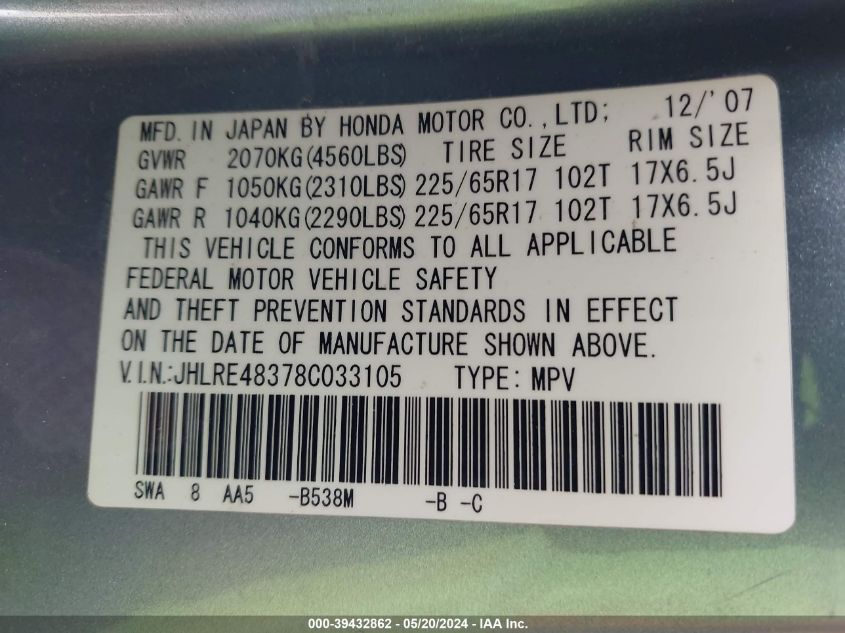 MFD. IN JAPAN BY HONDA MOTOR CO.,LTD; 12/'07
GVWR 2070KG(4560LBS) TIRE SIZE RIM SIZE
GAWR F 1050KG(2310LBS) 225/65R17 102T 17X6.5J
GAWR R 1040KG(2290LBS) 225/65R17 102T 17X6.5J
THIS VEHICLE CONFORMS TO ALL APPLICABLE
FEDERAL MOTOR VEHICLE SAFETY
AND THEFT PREVENTION STANDARDS IN EFFECT
ON THE DATE OF MANUFACTURE SHOWN ABOVE.
V.I.N.:JHLRE48378C033105 TYPE: MPV
SWA 8 AA5 -B538M -B -C
000-39432862 - 05/20/2024 - IAA Inc.